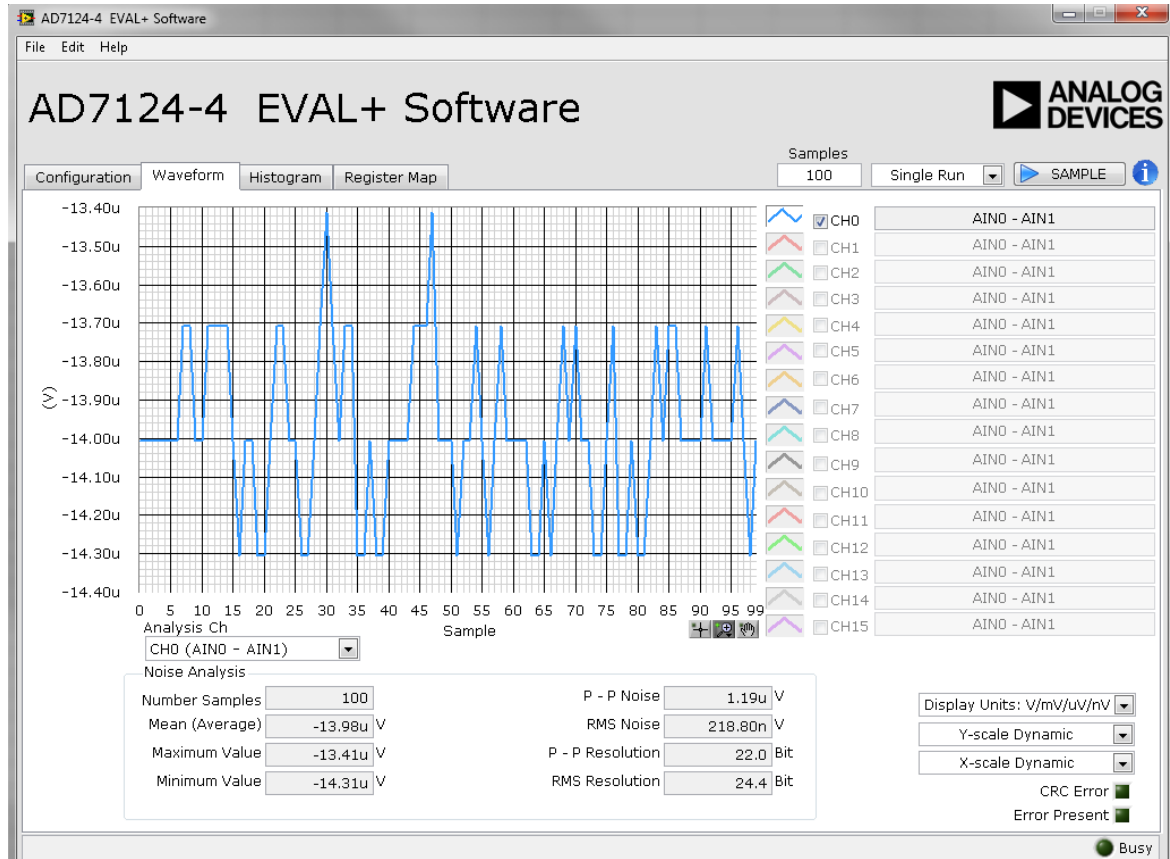 AD7124-4 EVAL+ Software
File Edit Help
AD7124-4 EVAL+ Software
ANALOG
DEVICES
Samples
Configuration Waveform Histogram Register Map 100 Single Run SAMPLE i
-13.40u
-13.50u
-13.60u
-13.70u
-13.80u
-13.90u
-14.00u
-14.10u
-14.20u
-14.30u
-14.40u
(V)
0 5 10 15 20 25 30 35 40 45 50 55 60 65 70 75 80 85 90 95 99
Sample
CH0 AIN0 - AIN1
CH1 AIN0 - AIN1
CH2 AIN0 - AIN1
CH3 AIN0 - AIN1
CH4 AIN0 - AIN1
CH5 AIN0 - AIN1
CH6 AIN0 - AIN1
CH7 AIN0 - AIN1
CH8 AIN0 - AIN1
CH9 AIN0 - AIN1
CH10 AIN0 - AIN1
CH11 AIN0 - AIN1
CH12 AIN0 - AIN1
CH13 AIN0 - AIN1
CH14 AIN0 - AIN1
CH15 AIN0 - AIN1
Analysis Ch
CH0 (AIN0 - AIN1)
Noise Analysis
Number Samples 100
Mean (Average) -13.98u V
Maximum Value -13.41u V
Minimum Value -14.31u V
P - P Noise 1.19u V
RMS Noise 218.80n V
P - P Resolution 22.0 Bit
RMS Resolution 24.4 Bit
Display Units: V/mV/uV/nV
Y-scale Dynamic
X-scale Dynamic
CRC Error
Error Present
Busy